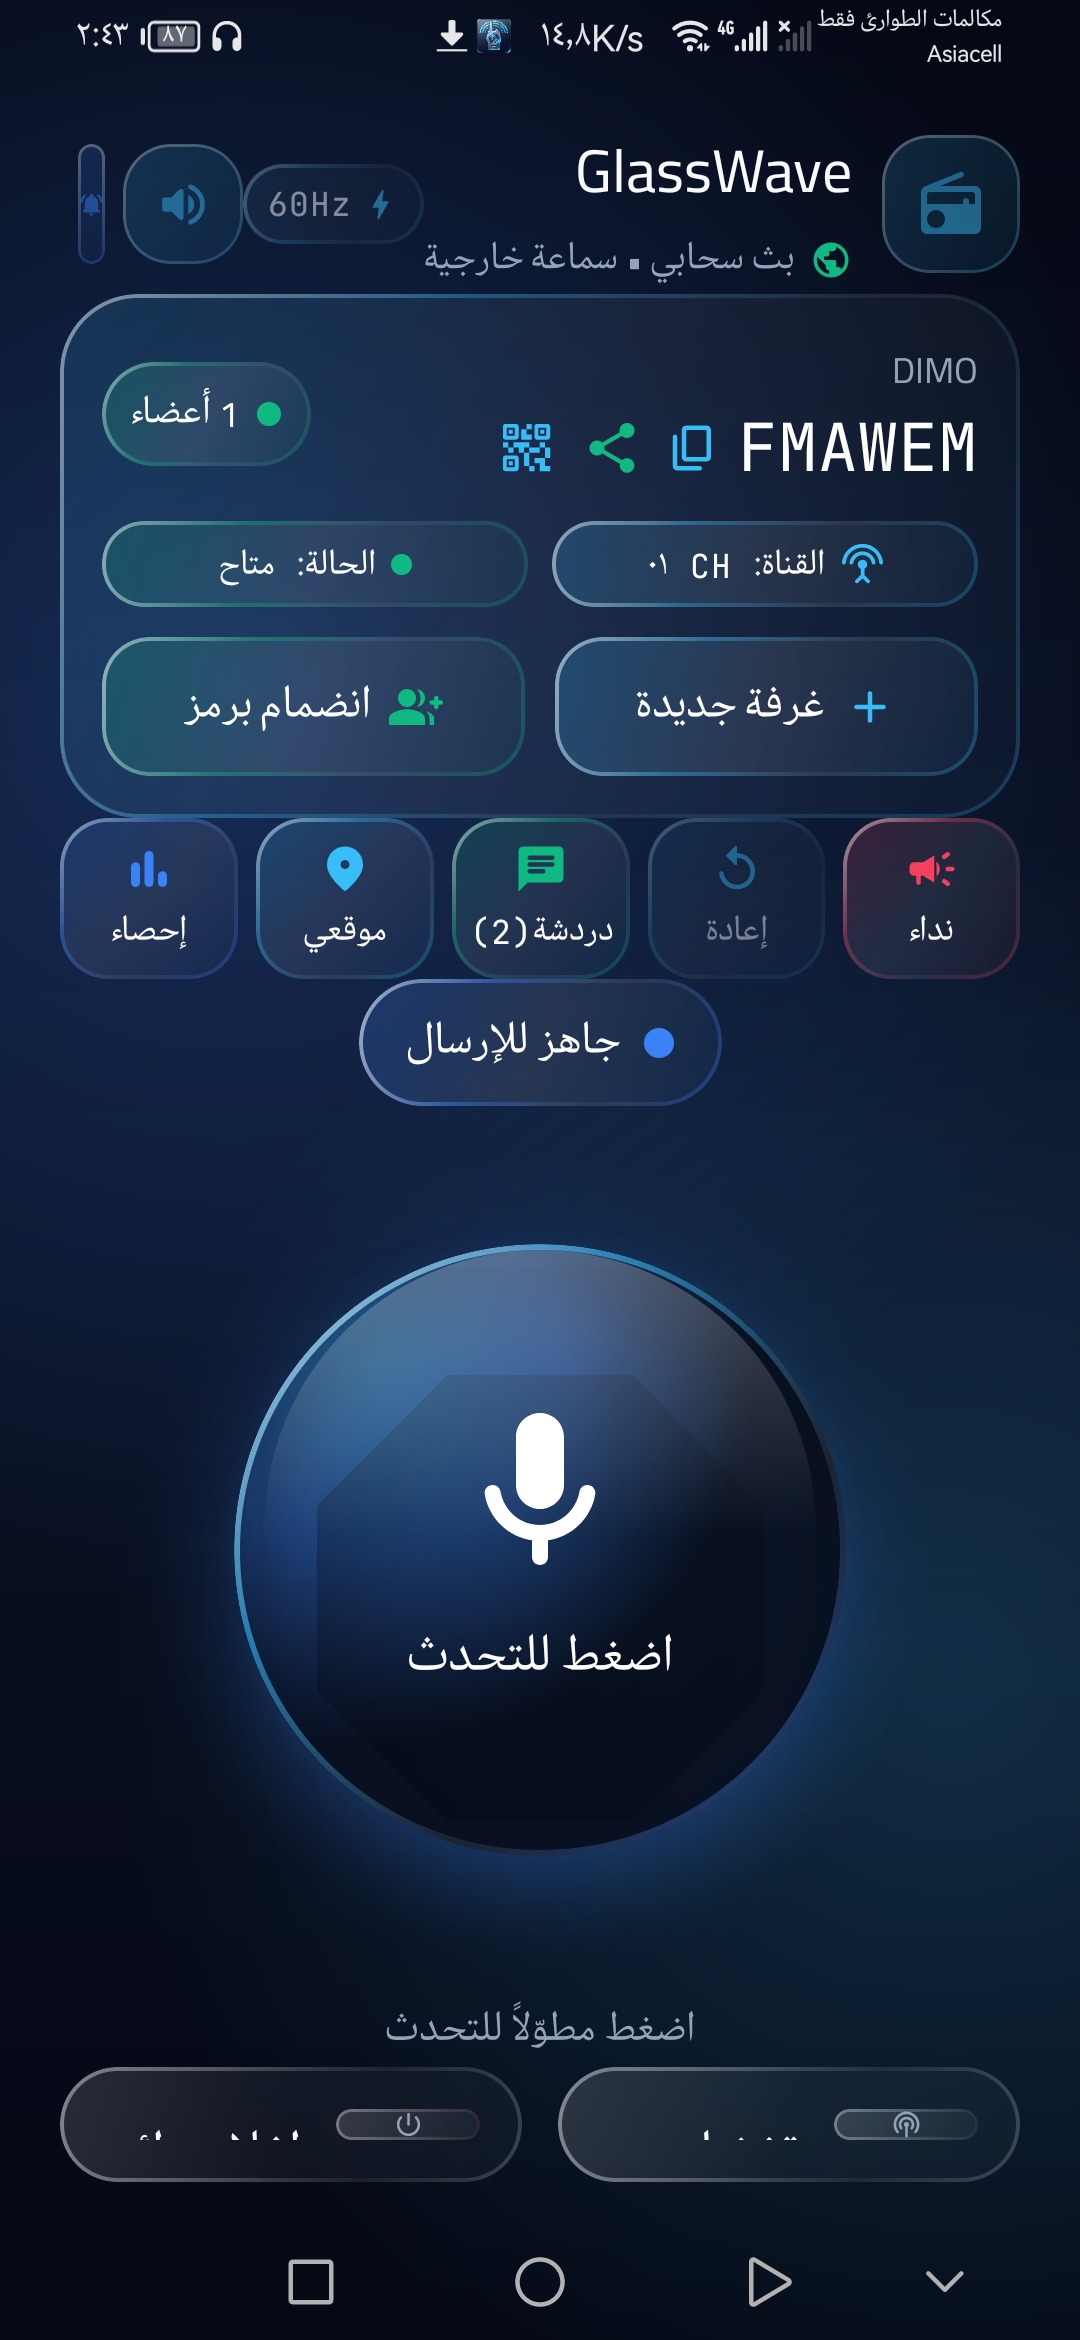 مكالمات الطوارئ فقط
Asiacell
4G
١٤,٨K/s
٨٧
٢:٤٣
GlassWave
60Hz
بث سحابي ▪ سماعة خارجية
DIMO
FMAWEM
1 أعضاء
القناة: CH ٠١
الحالة: متاح
غرفة جديدة
انضمام برمز
نداء
إعادة
دردشة (2)
موقعي
إحصاء
جاهز للإرسال
اضغط للتحدث
اضغط مطوّلاً للتحدث